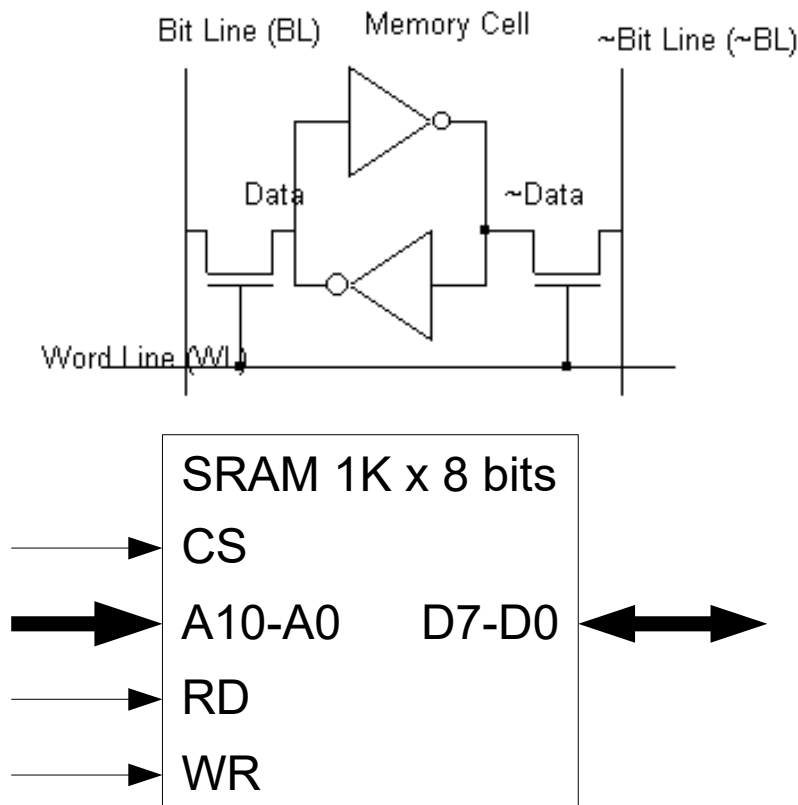 Bit Line (BL) Memory Cell ~Bit Line (~BL)
Data ~Data
Word Line (WL)
SRAM 1K x 8 bits
CS
A10-A0 D7-D0
RD
WR